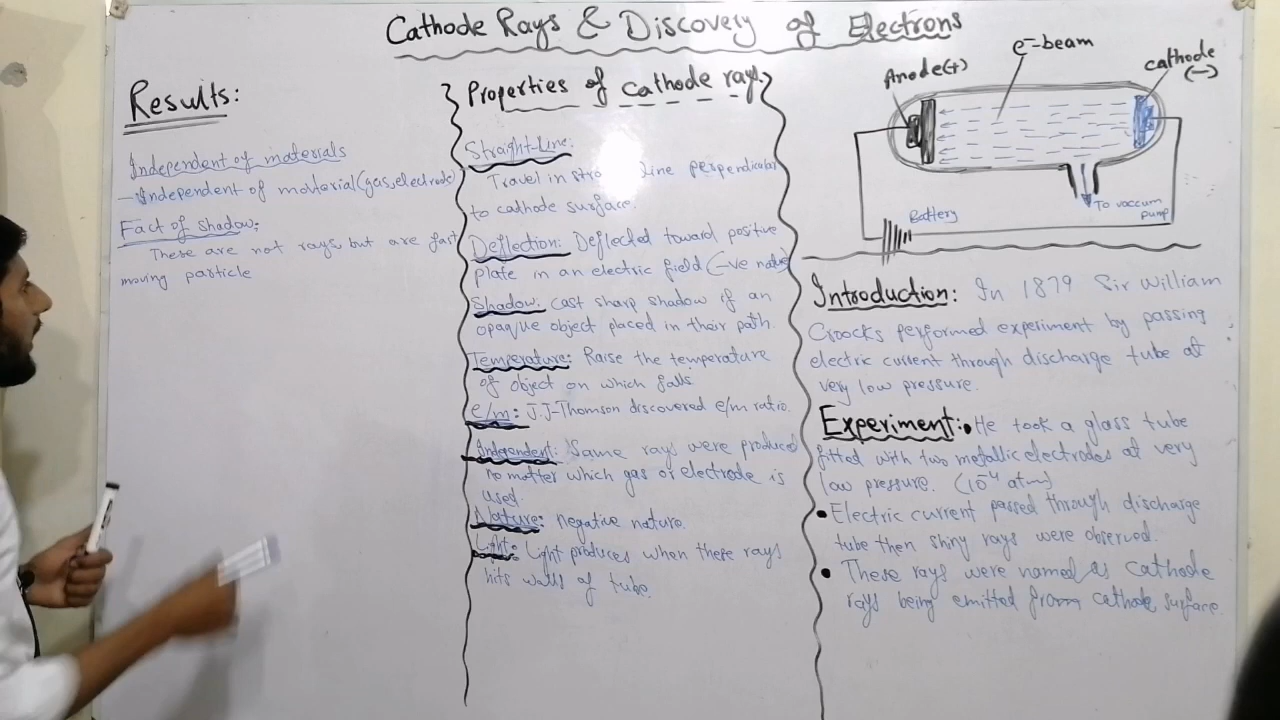 Cathode Rays & Discovery of Electrons
Results:
Independent of materials
- Independent of material (gas, electrode)
Fact of shadow:
These are not rays but are fast
moving particle
Properties of Cathode rays
Straight-Line:
Travel in line perpendicular
to cathode surface.
Deflection: Deflected toward positive
plate in an electric field (-ve nature)
Shadow: Cast sharp shadow if an
opaque object placed in their path.
Temperature: Raise the temperature
of object on which falls
e/m: J.J-Thomson discovered e/m ratio.
Independent: Same rays were produced
no matter which gas or electrode is
used.
Nature: negative nature.
Light: Light produces when these rays
hits walls of tube.
e⁻-beam
Anode(+)
cathode
(-)
Battery
To vaccum
pump
Introduction: In 1879 Sir William
Croocks performed experiment by passing
electric current through discharge tube at
very low pressure.
Experiment: • He took a glass tube
fitted with two metallic electrodes at very
low pressure. (10⁻⁴ atm)
• Electric current passed through discharge
tube then shiny rays were observed.
• These rays were named as cathode
rays being emitted from cathode surface.